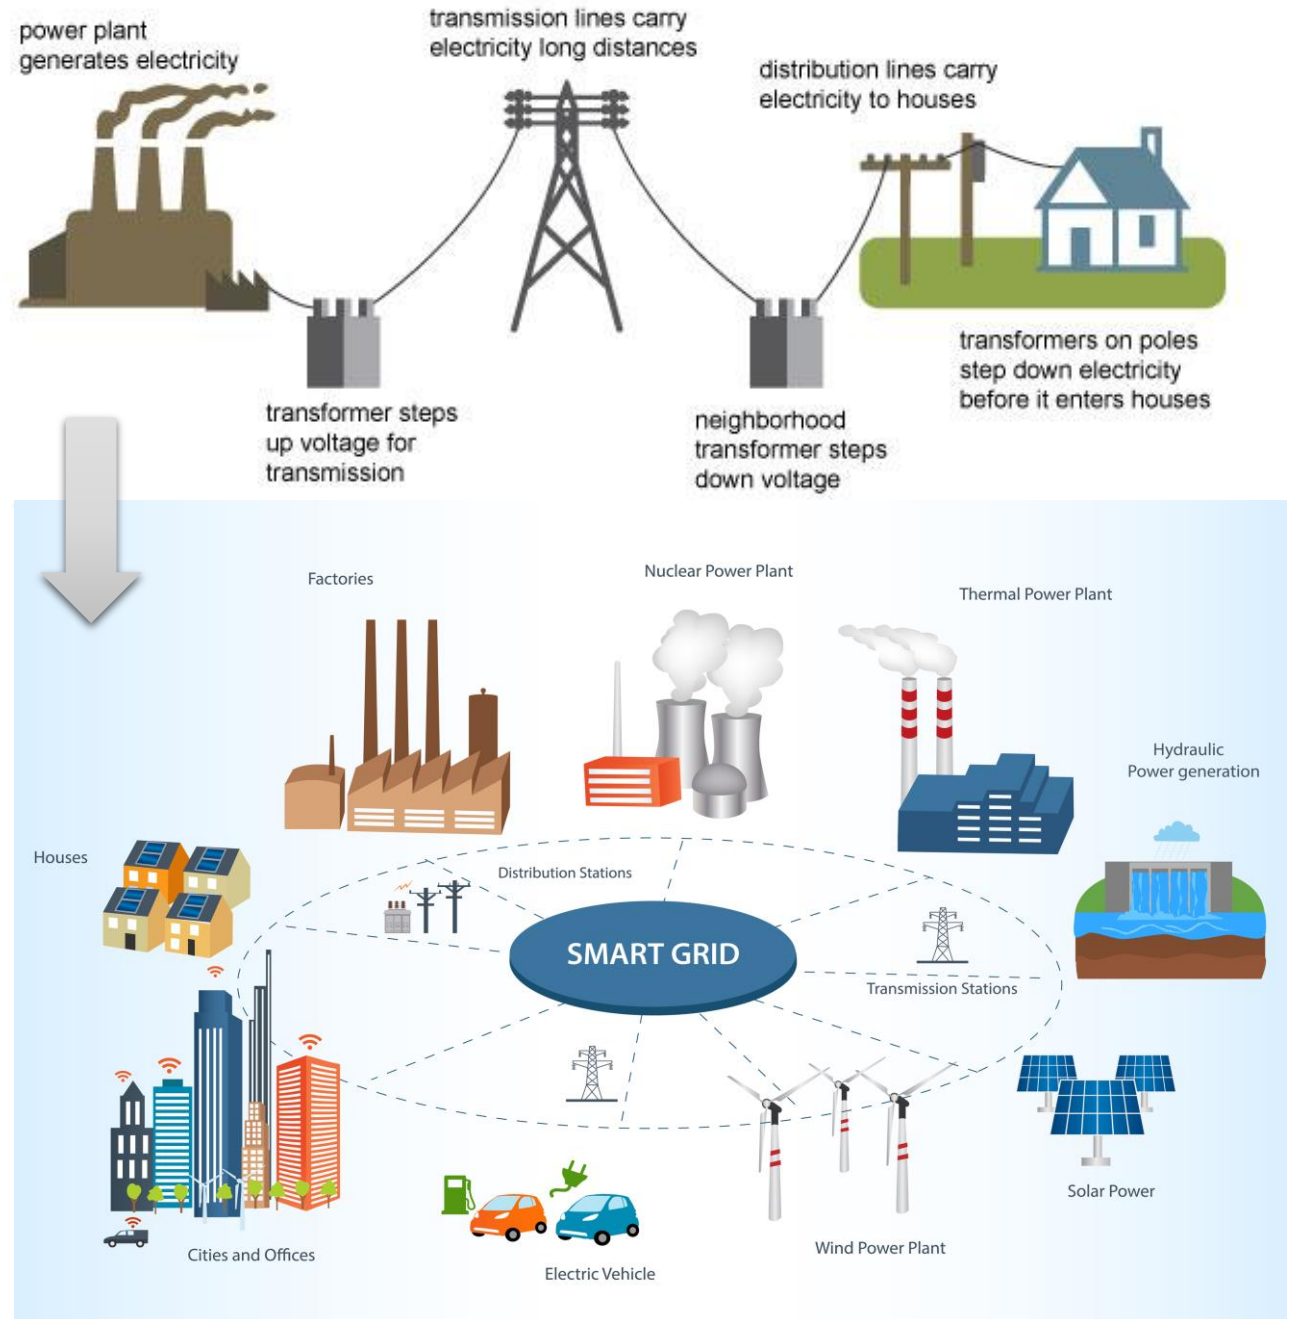 power plant
generates electricity
transmission lines carry
electricity long distances
distribution lines carry
electricity to houses
transformer steps
up voltage for
transmission
neighborhood
transformer steps
down voltage
transformers on poles
step down electricity
before it enters houses
Factories
Nuclear Power Plant
Thermal Power Plant
Hydraulic
Power generation
Houses
Distribution Stations
SMART GRID
Transmission Stations
Solar Power
Cities and Offices
Electric Vehicle
Wind Power Plant